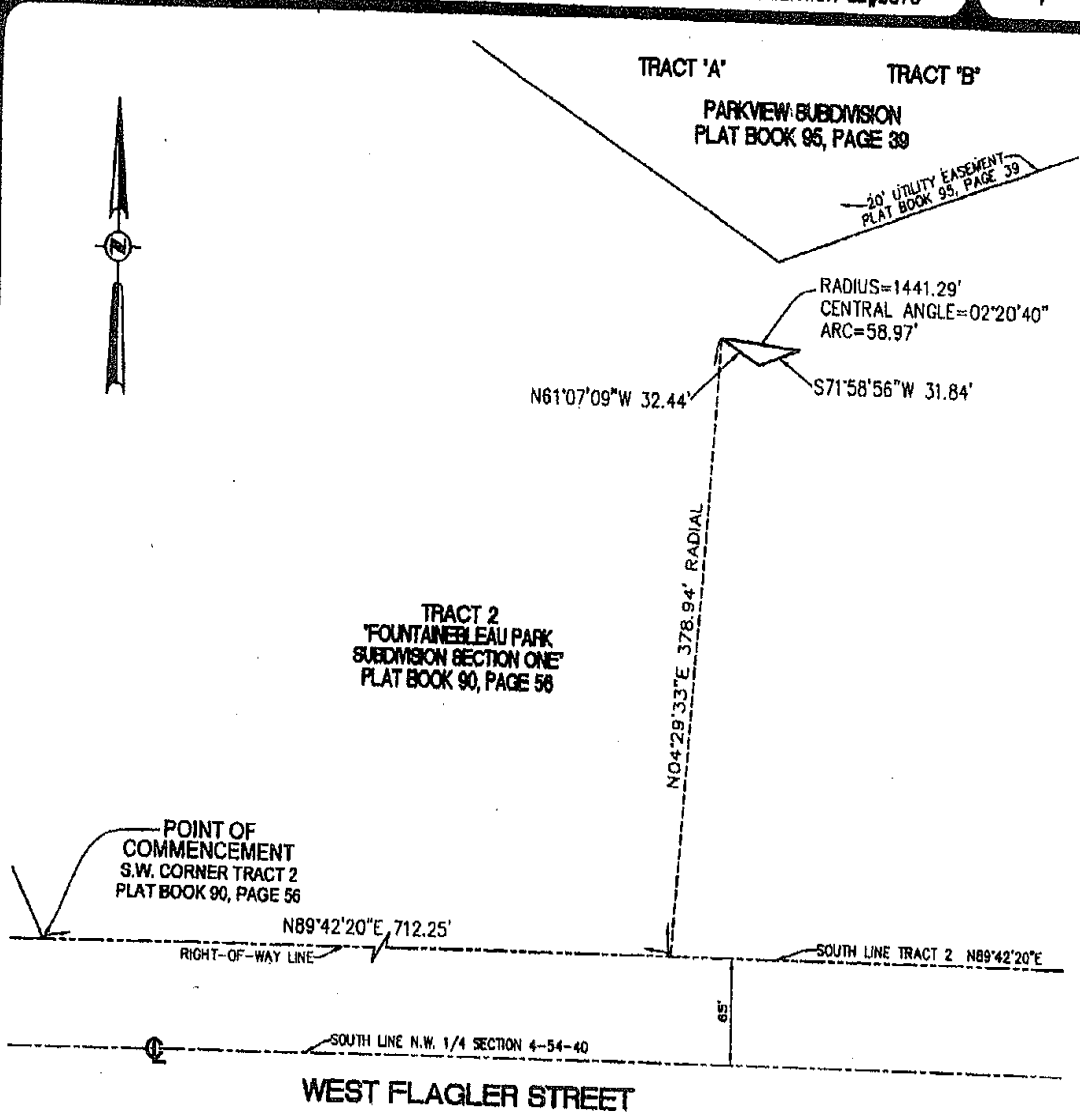 TRACT "A"
TRACT "B"
PARKVIEW SUBDIVISION
PLAT BOOK 95, PAGE 39
20' UTILITY EASEMENT
PLAT BOOK 95, PAGE 39
RADIUS=1441.29'
CENTRAL ANGLE=02°20'40"
ARC=58.97'
N61°07'09"W 32.44'
S71°58'56"W 31.84'
N04°29'33"E 378.94' RADIAL
TRACT 2
"FOUNTAINEBLEAU PARK
SUBDIVISION SECTION ONE"
PLAT BOOK 90, PAGE 56
POINT OF
COMMENCEMENT
S.W. CORNER TRACT 2
PLAT BOOK 90, PAGE 56
N89°42'20"E 712.25'
RIGHT-OF-WAY LINE
SOUTH LINE TRACT 2 N89°42'20"E
65'
SOUTH LINE N.W. 1/4 SECTION 4-54-40
WEST FLAGLER STREET